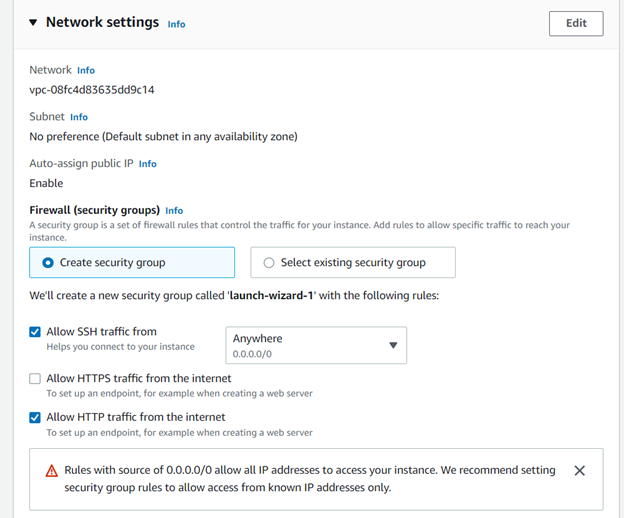 Network settings Info
Edit
Network Info
vpc-08fc4d83635dd9c14
Subnet Info
No preference (Default subnet in any availability zone)
Auto-assign public IP Info
Enable
Firewall (security groups) Info
A security group is a set of firewall rules that control the traffic for your instance. Add rules to allow specific traffic to reach your
instance.
Create security group
Select existing security group
We'll create a new security group called 'launch-wizard-1' with the following rules:
Allow SSH traffic from
Helps you connect to your instance
Anywhere
0.0.0.0/0
Allow HTTPS traffic from the internet
To set up an endpoint, for example when creating a web server
Allow HTTP traffic from the internet
To set up an endpoint, for example when creating a web server
Rules with source of 0.0.0.0/0 allow all IP addresses to access your instance. We recommend setting
security group rules to allow access from known IP addresses only.